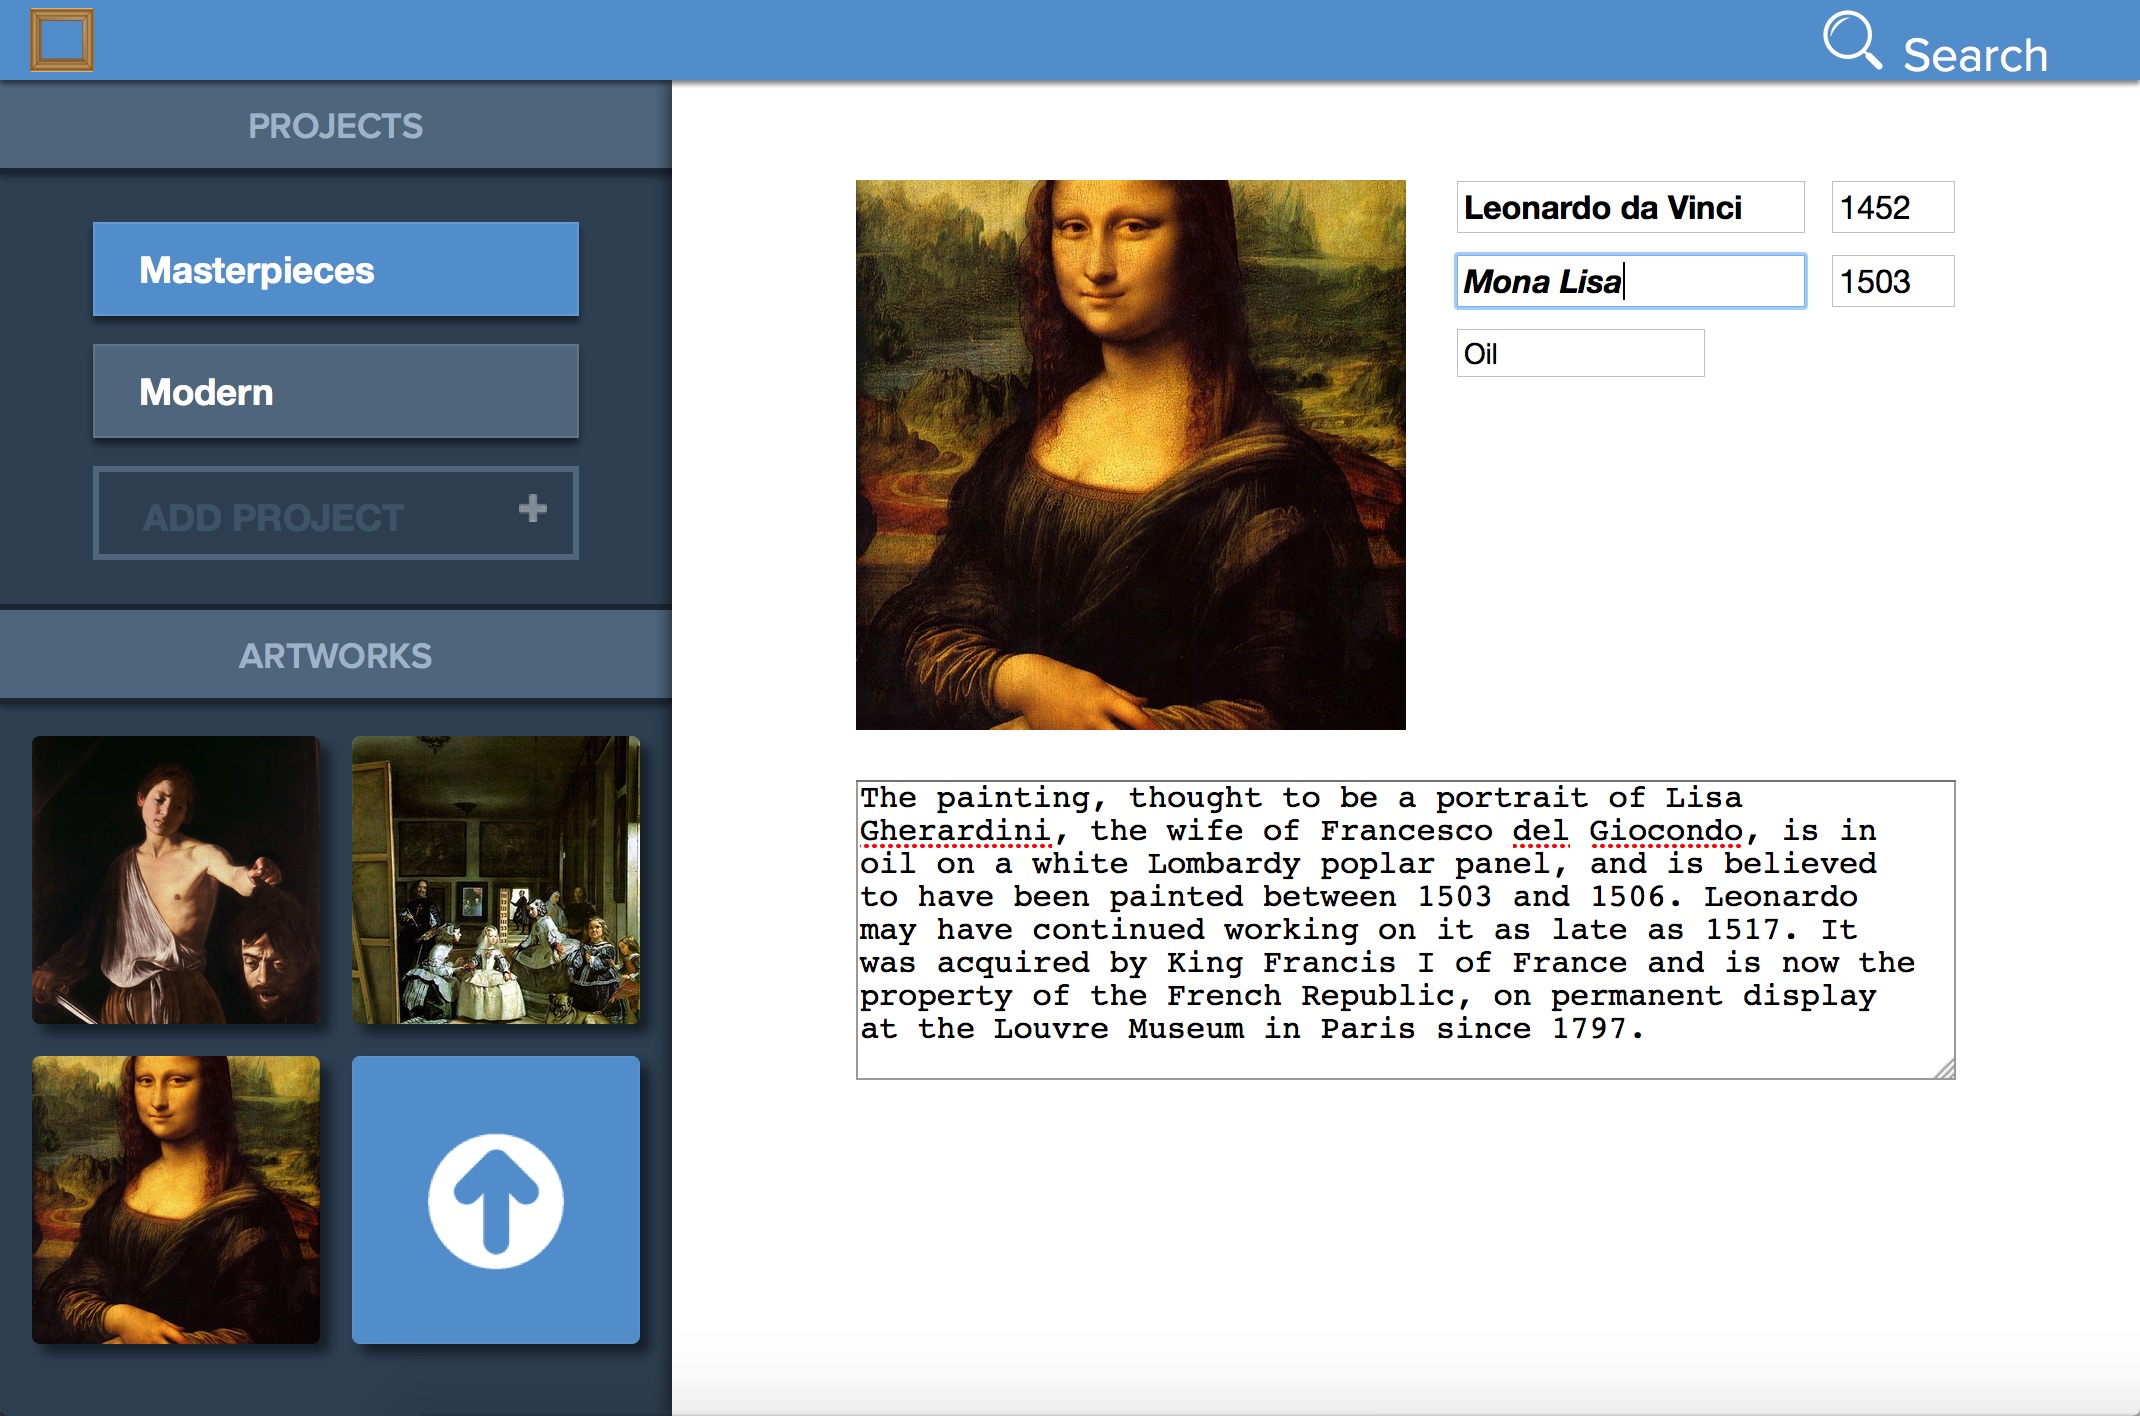 Search
PROJECTS
Masterpieces
Modern
ADD PROJECT
ARTWORKS
Leonardo da Vinci 1452
Mona Lisa 1503
Oil
The painting, thought to be a portrait of Lisa
Gherardini, the wife of Francesco del Giocondo, is in
oil on a white Lombardy poplar panel, and is believed
to have been painted between 1503 and 1506. Leonardo
may have continued working on it as late as 1517. It
was acquired by King Francis I of France and is now the
property of the French Republic, on permanent display
at the Louvre Museum in Paris since 1797.